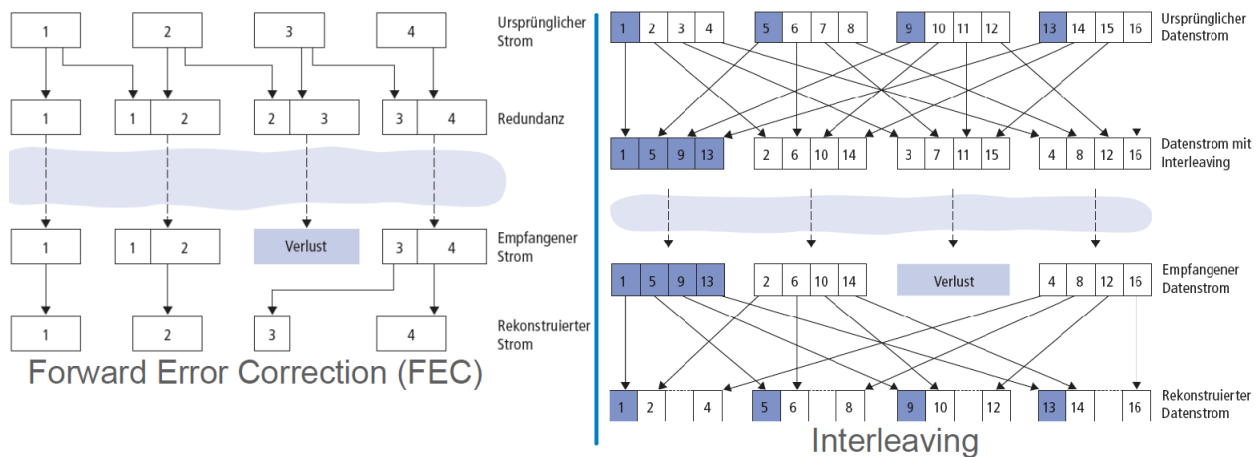 1 2 3 4 Ursprünglicher
Strom
1 1 2 2 3 3 4 Redundanz
1 1 2 Verlust 3 4 Empfangener
Strom
1 2 3 4 Rekonstruierter
Strom
Forward Error Correction (FEC)
1 2 3 4 5 6 7 8 9 10 11 12 13 14 15 16 Ursprünglicher
Datenstrom
1 5 9 13 2 6 10 14 3 7 11 15 4 8 12 16 Datenstrom mit
Interleaving
1 5 9 13 2 6 10 14 Verlust 4 8 12 16 Empfangener
Datenstrom
1 2 4 5 6 8 9 10 12 13 14 16 Rekonstruierter
Datenstrom
Interleaving